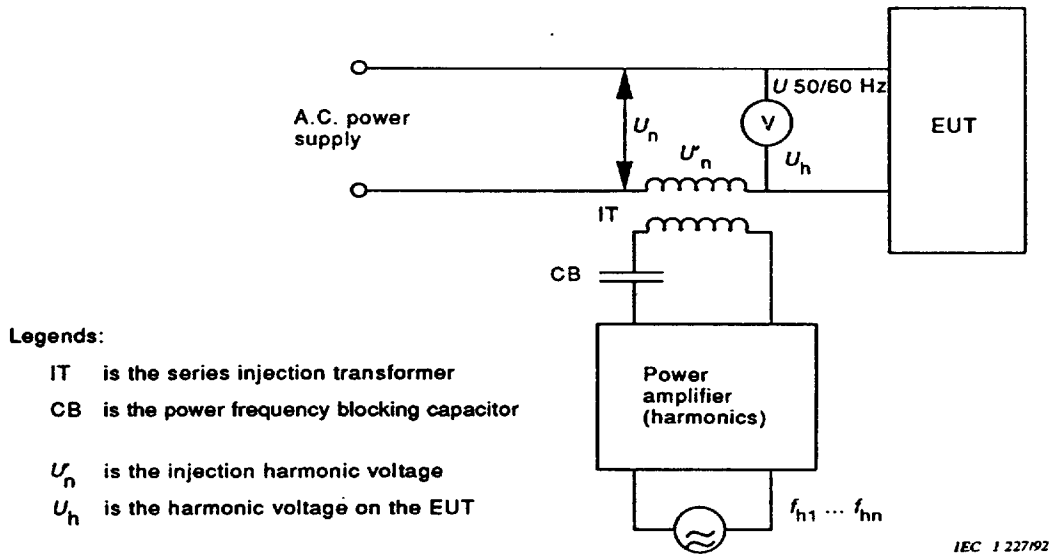 U 50/60 Hz
EUT
A.C. power
supply
Uₙ
V
U'ₙ
Uₕ
IT
CB
Legends:
IT is the series injection transformer
CB is the power frequency blocking capacitor
U'ₙ is the injection harmonic voltage
Uₕ is the harmonic voltage on the EUT
Power
amplifier
(harmonics)
fₕ₁ ... fₕₙ
IEC 1 227/92